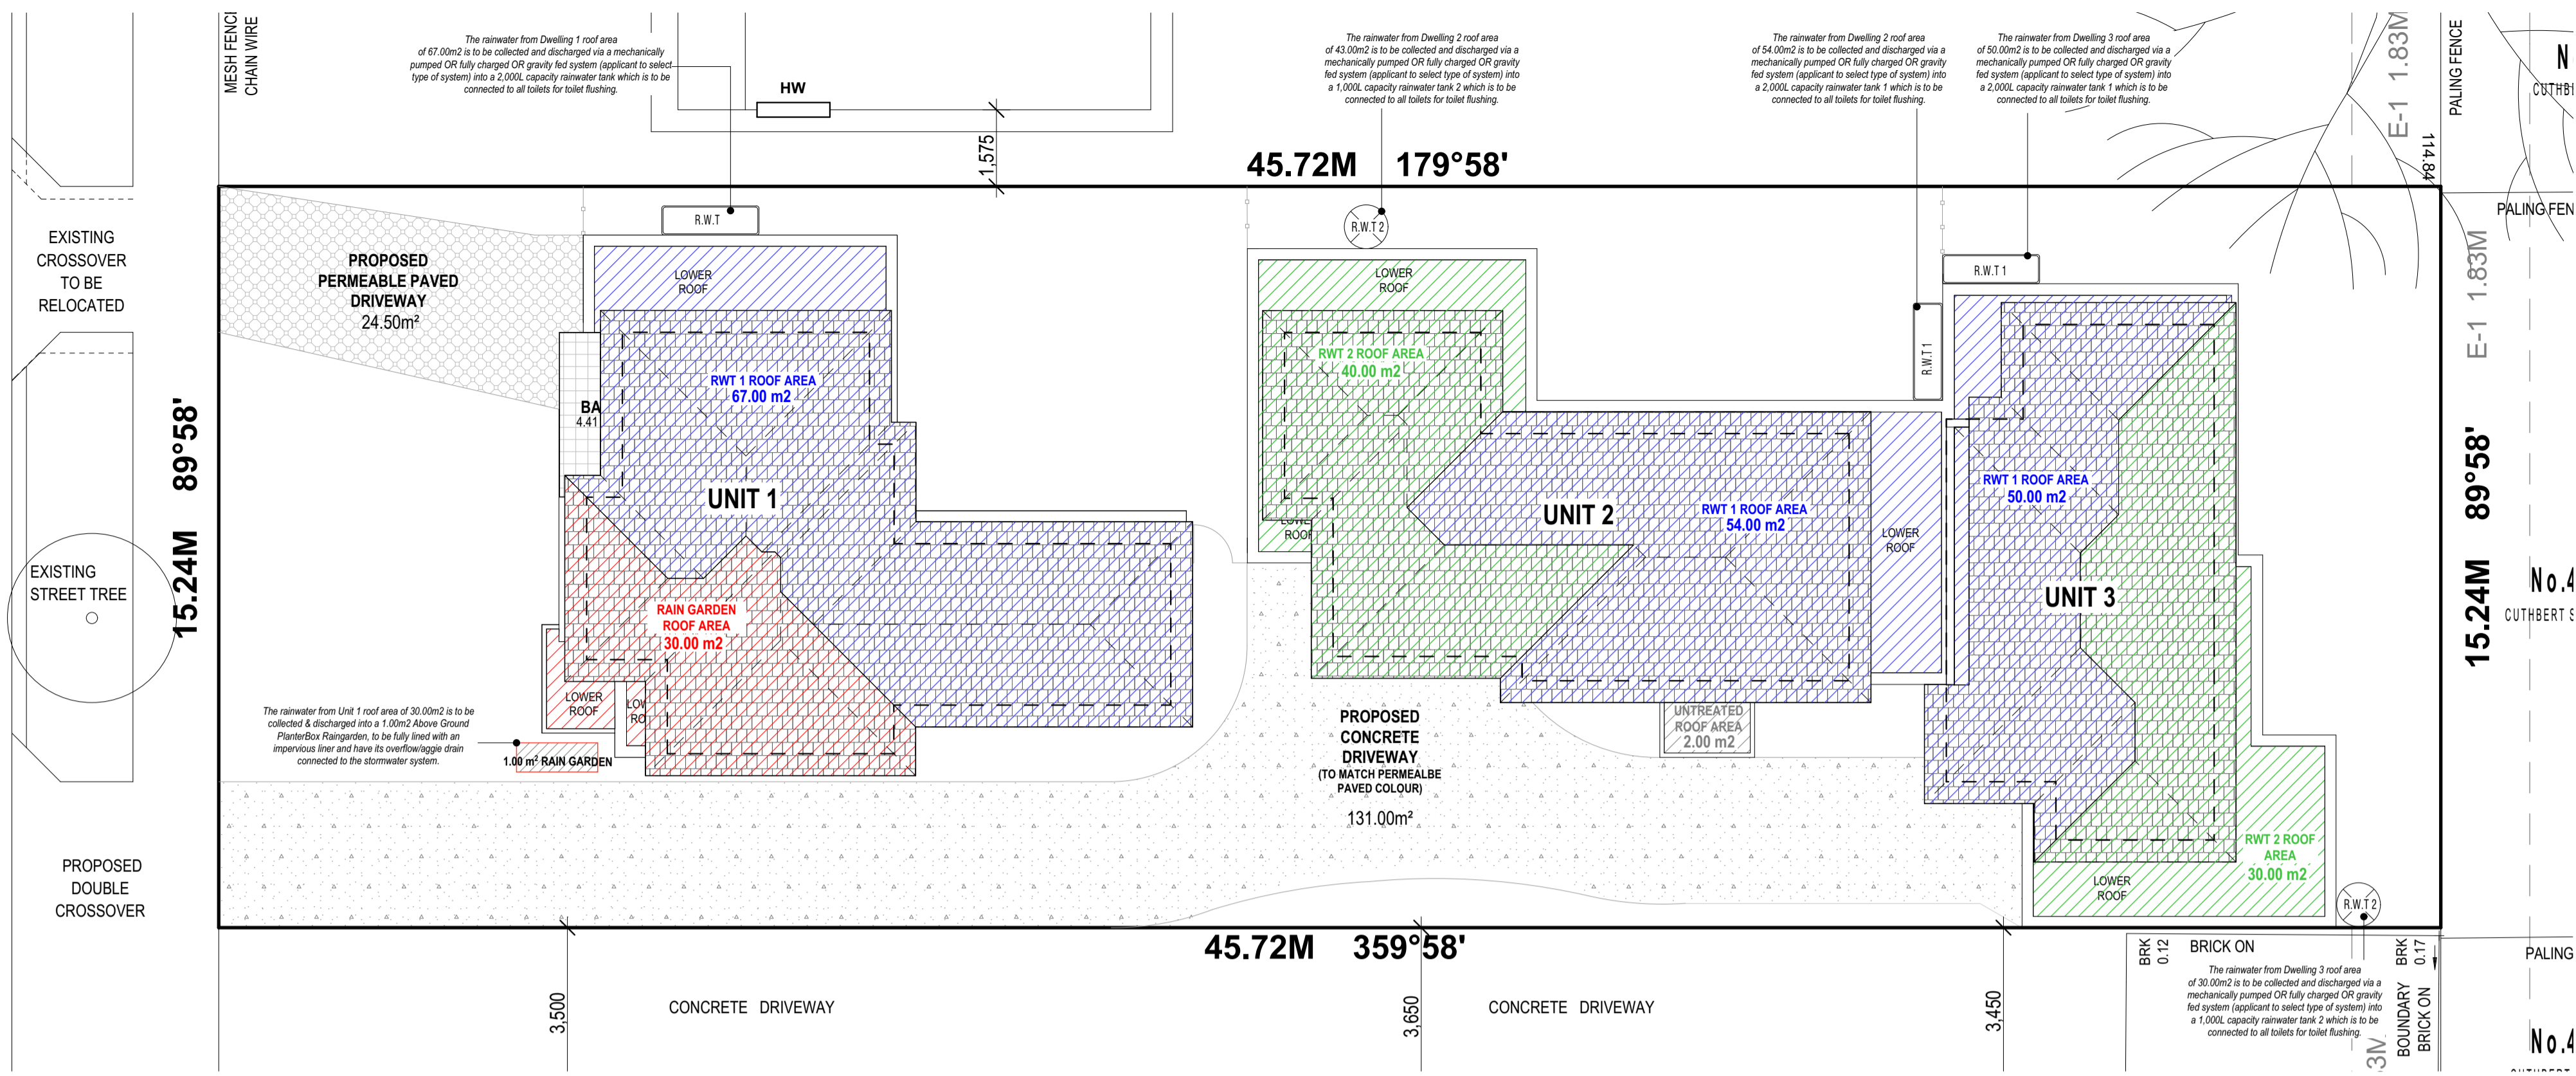 MESH FENCE
CHAIN WIRE
The rainwater from Dwelling 1 roof area
of 67.00m2 is to be collected and discharged via a mechanically
pumped OR fully charged OR gravity fed system (applicant to select
type of system) into a 2,000L capacity rainwater tank which is to be
connected to all toilets for toilet flushing.
HW
1,575
The rainwater from Dwelling 2 roof area
of 43.00m2 is to be collected and discharged via a
mechanically pumped OR fully charged OR gravity
fed system (applicant to select type of system) into
a 1,000L capacity rainwater tank 2 which is to be
connected to all toilets for toilet flushing.
The rainwater from Dwelling 2 roof area
of 54.00m2 is to be collected and discharged via a
mechanically pumped OR fully charged OR gravity
fed system (applicant to select type of system) into
a 2,000L capacity rainwater tank 1 which is to be
connected to all toilets for toilet flushing.
The rainwater from Dwelling 3 roof area
of 50.00m2 is to be collected and discharged via a
mechanically pumped OR fully charged OR gravity
fed system (applicant to select type of system) into
a 2,000L capacity rainwater tank 1 which is to be
connected to all toilets for toilet flushing.
E-1 1.83M
PALING FENCE
114.84
N
CUTHB
45.72M 179°58'
PALING FEN
E-1 1.83M
EXISTING
CROSSOVER
TO BE
RELOCATED
PROPOSED
PERMEABLE PAVED
DRIVEWAY
24.50m²
R.W.T
LOWER
ROOF
BA
4.41
RWT 1 ROOF AREA
67.00 m2
UNIT 1
RAIN GARDEN
ROOF AREA
30.00 m2
LOWER
ROOF
LOW
RO
R.W.T 2
LOWER
ROOF
RWT 2 ROOF AREA
40.00 m2
LOWE
ROOF
UNIT 2
RWT 1 ROOF AREA
54.00 m2
LOWER
ROOF
R.W.T 1
R.W.T 1
RWT 1 ROOF AREA
50.00 m2
UNIT 3
15.24M 89°58'
15.24M 89°58'
EXISTING
STREET TREE
No.4
CUTHBERT S
The rainwater from Unit 1 roof area of 30.00m2 is to be
collected & discharged into a 1.00m2 Above Ground
PlanterBox Raingarden, to be fully lined with an
impervious liner and have its overflow/aggie drain
connected to the stormwater system.
1.00 m² RAIN GARDEN
PROPOSED
CONCRETE
DRIVEWAY
(TO MATCH PERMEALBE
PAVED COLOUR)
131.00m²
UNTREATED
ROOF AREA
2.00 m2
RWT 2 ROOF
AREA
30.00 m2
LOWER
ROOF
R.W.T 2
PROPOSED
DOUBLE
CROSSOVER
45.72M 359°58'
3,500
CONCRETE DRIVEWAY
3,650
CONCRETE DRIVEWAY
3,450
BRK
0.12
BRICK ON
BRK
0.17
PALING
The rainwater from Dwelling 3 roof area
of 30.00m2 is to be collected and discharged via a
mechanically pumped OR fully charged OR gravity
fed system (applicant to select type of system) into
a 1,000L capacity rainwater tank 2 which is to be
connected to all toilets for toilet flushing.
BOUNDARY
BRICK ON
3M
No.4